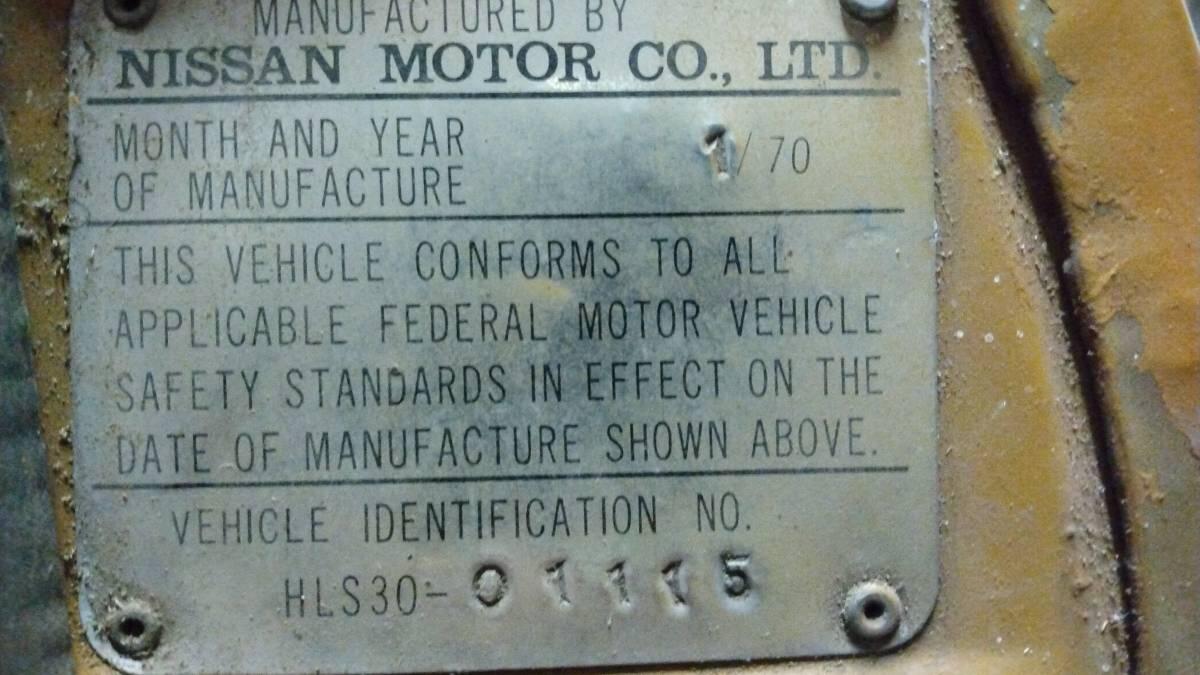 MANUFACTURED BY
NISSAN MOTOR CO., LTD.
MONTH AND YEAR
OF MANUFACTURE 1/70
THIS VEHICLE CONFORMS TO ALL
APPLICABLE FEDERAL MOTOR VEHICLE
SAFETY STANDARDS IN EFFECT ON THE
DATE OF MANUFACTURE SHOWN ABOVE.
VEHICLE IDENTIFICATION NO.
HLS30-01115